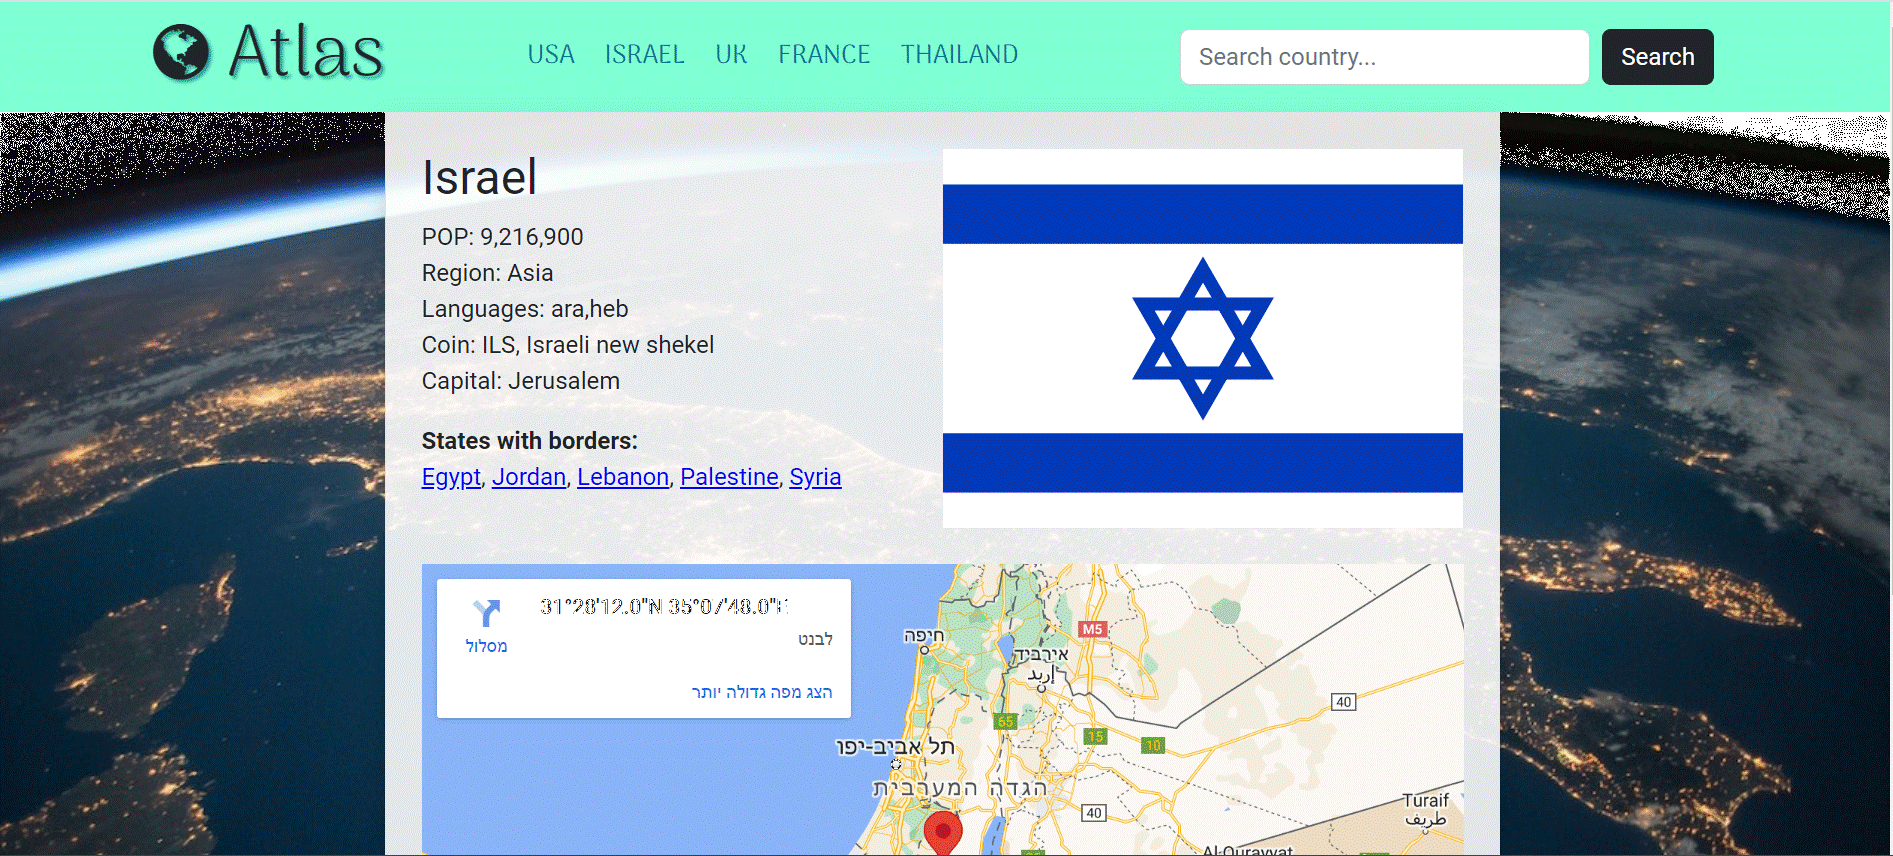 Atlas
USA ISRAEL UK FRANCE THAILAND
Search country...
Search
Israel
POP: 9,216,900
Region: Asia
Languages: ara,heb
Coin: ILS, Israeli new shekel
Capital: Jerusalem
States with borders:
Egypt, Jordan, Lebanon, Palestine, Syria
31°28'12.0"N 35°07'48.0"E
לבנט
מסלול
הצג מפה גדולה יותר
חיפה
M5
אירביד
إربد
40
65
15
10
תל אביב-יפו
הגדה המערבית
40
Turaif
طريف
Al Qurayyat